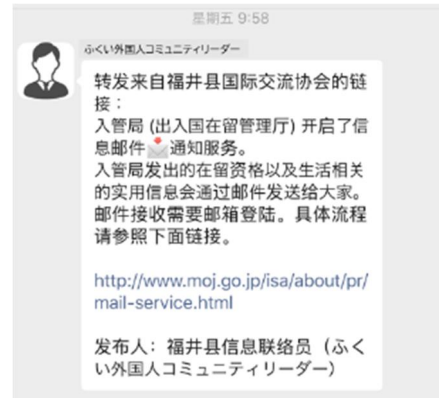 星期五 9:58
ふくい外国人コミュニティリーダー
转发来自福井县国际交流协会的链
接：
入管局 (出入国在留管理厅) 开启了信
息邮件📩通知服务。
入管局发出的在留资格以及生活相关
的实用信息会通过邮件发送给大家。
邮件接收需要邮箱登陆。具体流程
请参照下面链接。
http://www.moj.go.jp/isa/about/pr/
mail-service.html
发布人：福井县信息联络员（ふく
い外国人コミュニティリーダー）